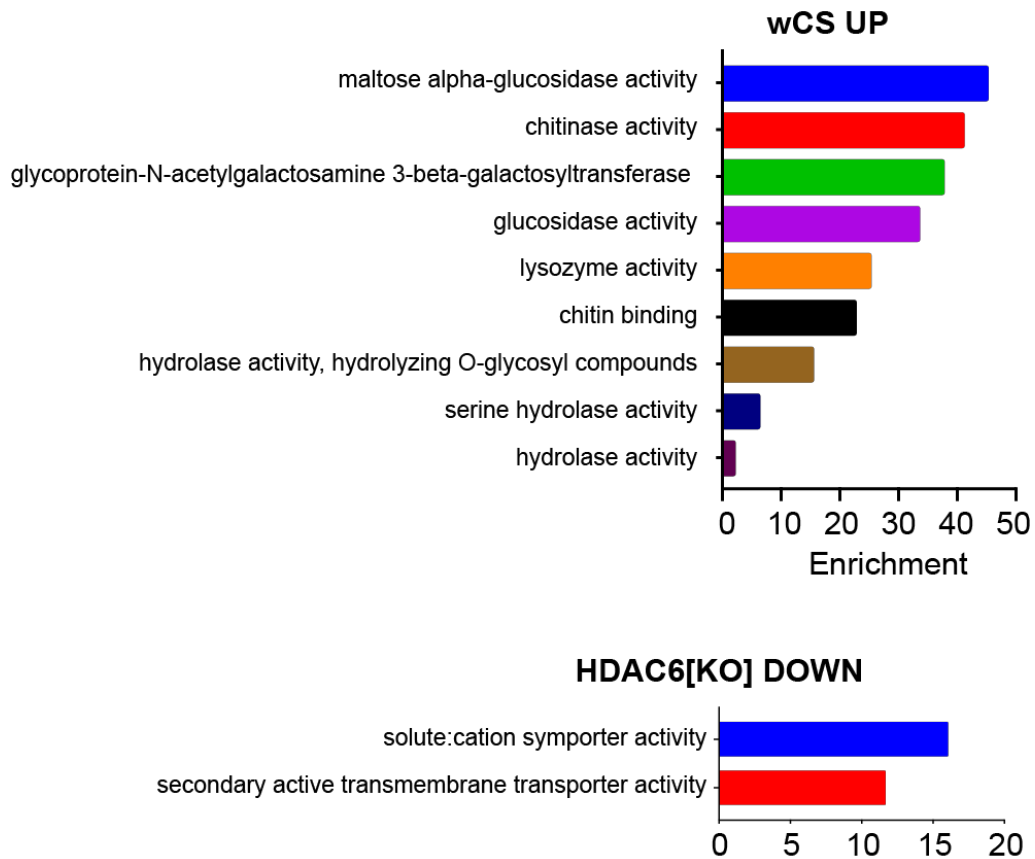 wCS UP
maltose alpha-glucosidase activity
chitinase activity
glycoprotein-N-acetylgalactosamine 3-beta-galactosyltransferase
glucosidase activity
lysozyme activity
chitin binding
hydrolase activity, hydrolyzing O-glycosyl compounds
serine hydrolase activity
hydrolase activity
0 10 20 30 40 50
Enrichment
HDAC6[KO] DOWN
solute:cation symporter activity
secondary active transmembrane transporter activity
0 5 10 15 20